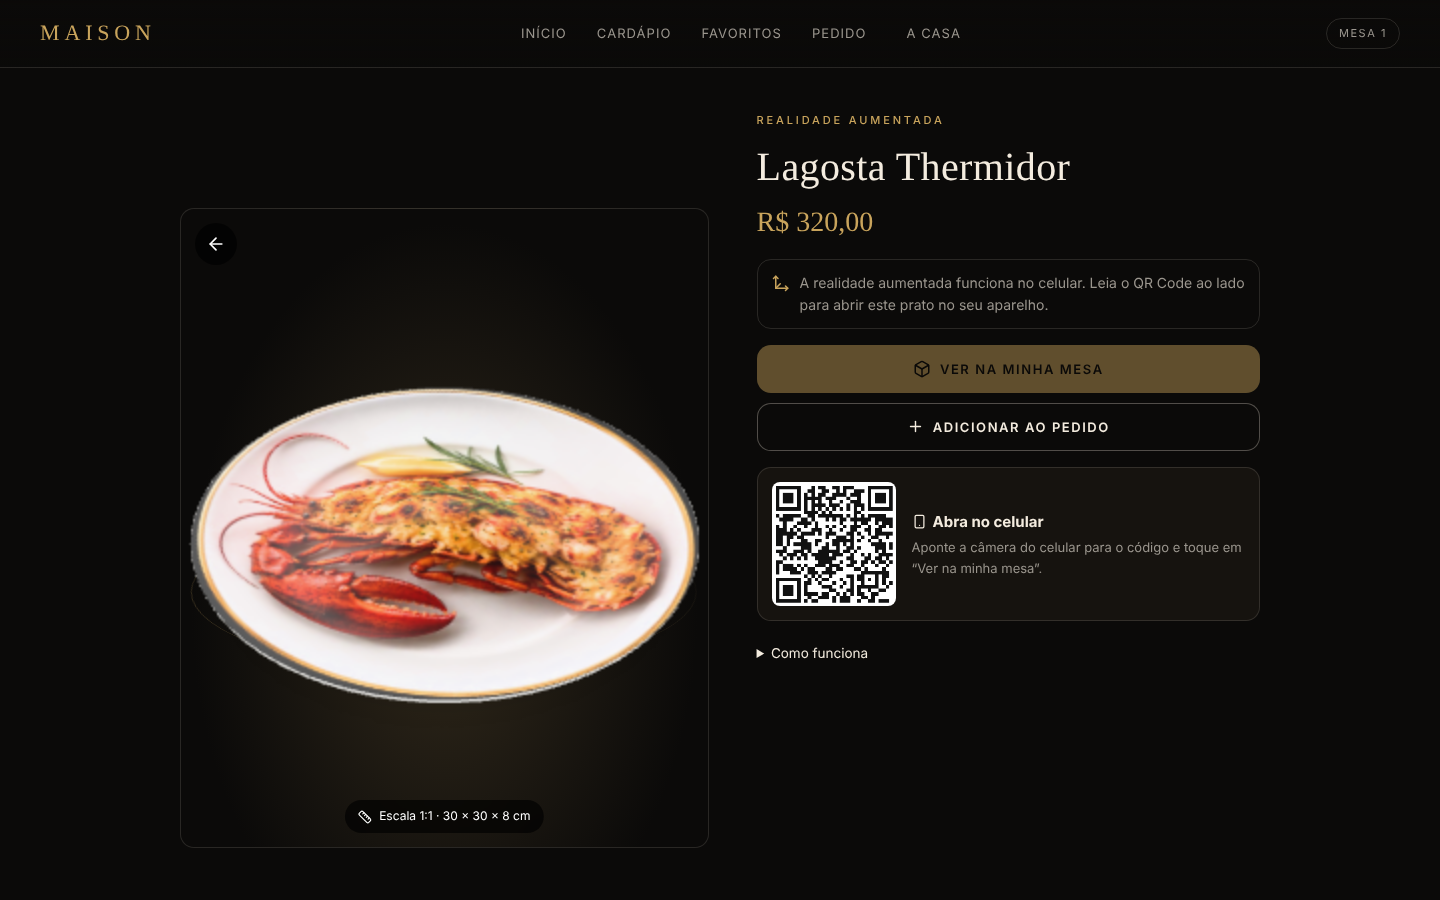 MAISON
INÍCIO
CARDÁPIO
FAVORITOS
PEDIDO
A CASA
MESA 1
REALIDADE AUMENTADA
Lagosta Thermidor
R$ 320,00
A realidade aumentada funciona no celular. Leia o QR Code ao lado
para abrir este prato no seu aparelho.
VER NA MINHA MESA
ADICIONAR AO PEDIDO
Abra no celular
Aponte a câmera do celular para o código e toque em
“Ver na minha mesa”.
Como funciona
Escala 1:1 · 30 × 30 × 8 cm